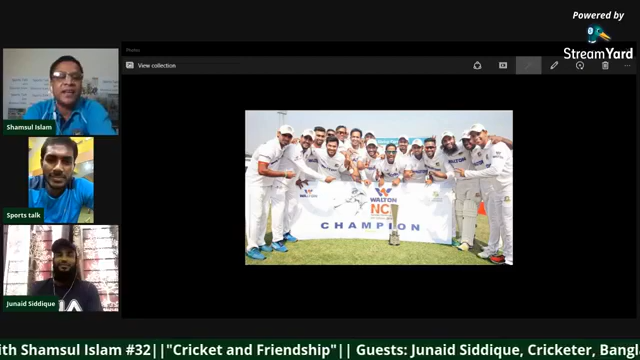 Powered by
StreamYard
Photos
View collection
Shamsul Islam
Sports talk
Junaid Siddique
WALTON
NC
CHAMPION
ith Shamsul Islam #32||"Cricket and Friendship"|| Guests: Junaid Siddique, Cricketer, Bangl